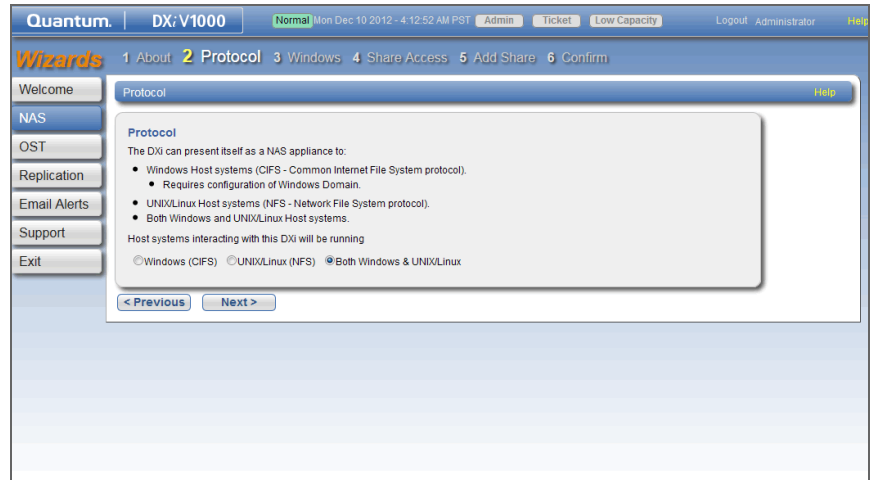 Quantum. DXi V1000 Normal Mon Dec 10 2012 - 4:12:52 AM PST Admin Ticket Low Capacity Logout Administrator Help
Wizards 1 About 2 Protocol 3 Windows 4 Share Access 5 Add Share 6 Confirm
Welcome
NAS
OST
Replication
Email Alerts
Support
Exit
Protocol Help
Protocol
The DXi can present itself as a NAS appliance to:
• Windows Host systems (CIFS - Common Internet File System protocol).
• Requires configuration of Windows Domain.
• UNIX/Linux Host systems (NFS - Network File System protocol).
• Both Windows and UNIX/Linux Host systems.
Host systems interacting with this DXi will be running
Windows (CIFS) UNIX/Linux (NFS) Both Windows & UNIX/Linux
< Previous Next >